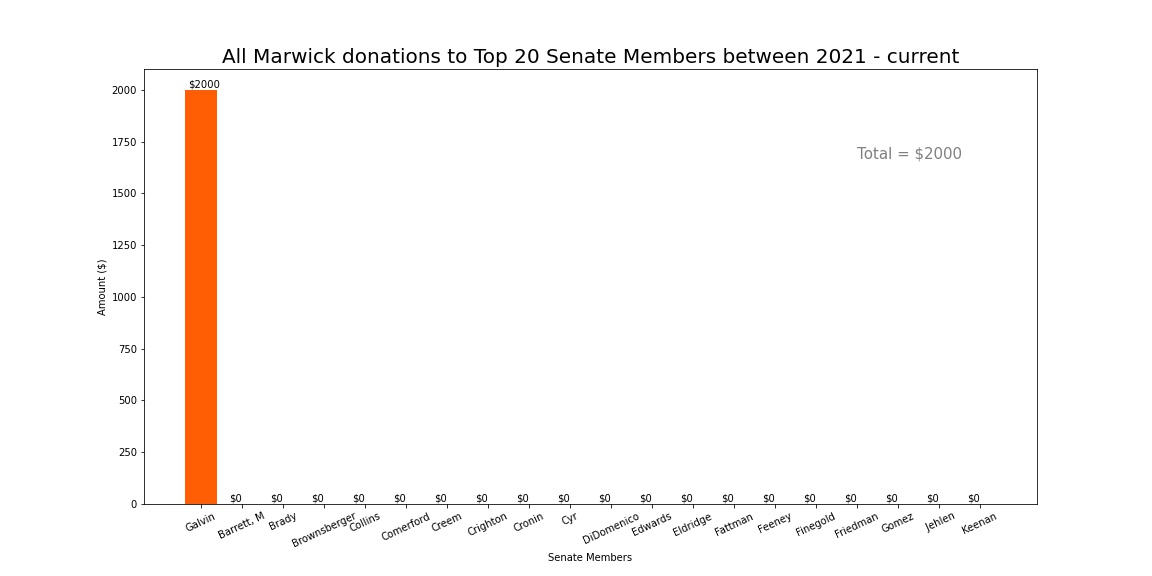 All Marwick donations to Top 20 Senate Members between 2021 - current
$2000
Total = $2000
2000
1750
1500
1250
1000
750
500
250
0
Amount ($)
$0 $0 $0 $0 $0 $0 $0 $0 $0 $0 $0 $0 $0 $0 $0 $0 $0 $0 $0
Galvin Barrett, M Brady Brownsberger Collins Comerford Creem Crighton Cronin Cyr DiDomenico Edwards Eldridge Fattman Feeney Finegold Friedman Gomez Jehlen Keenan
Senate Members